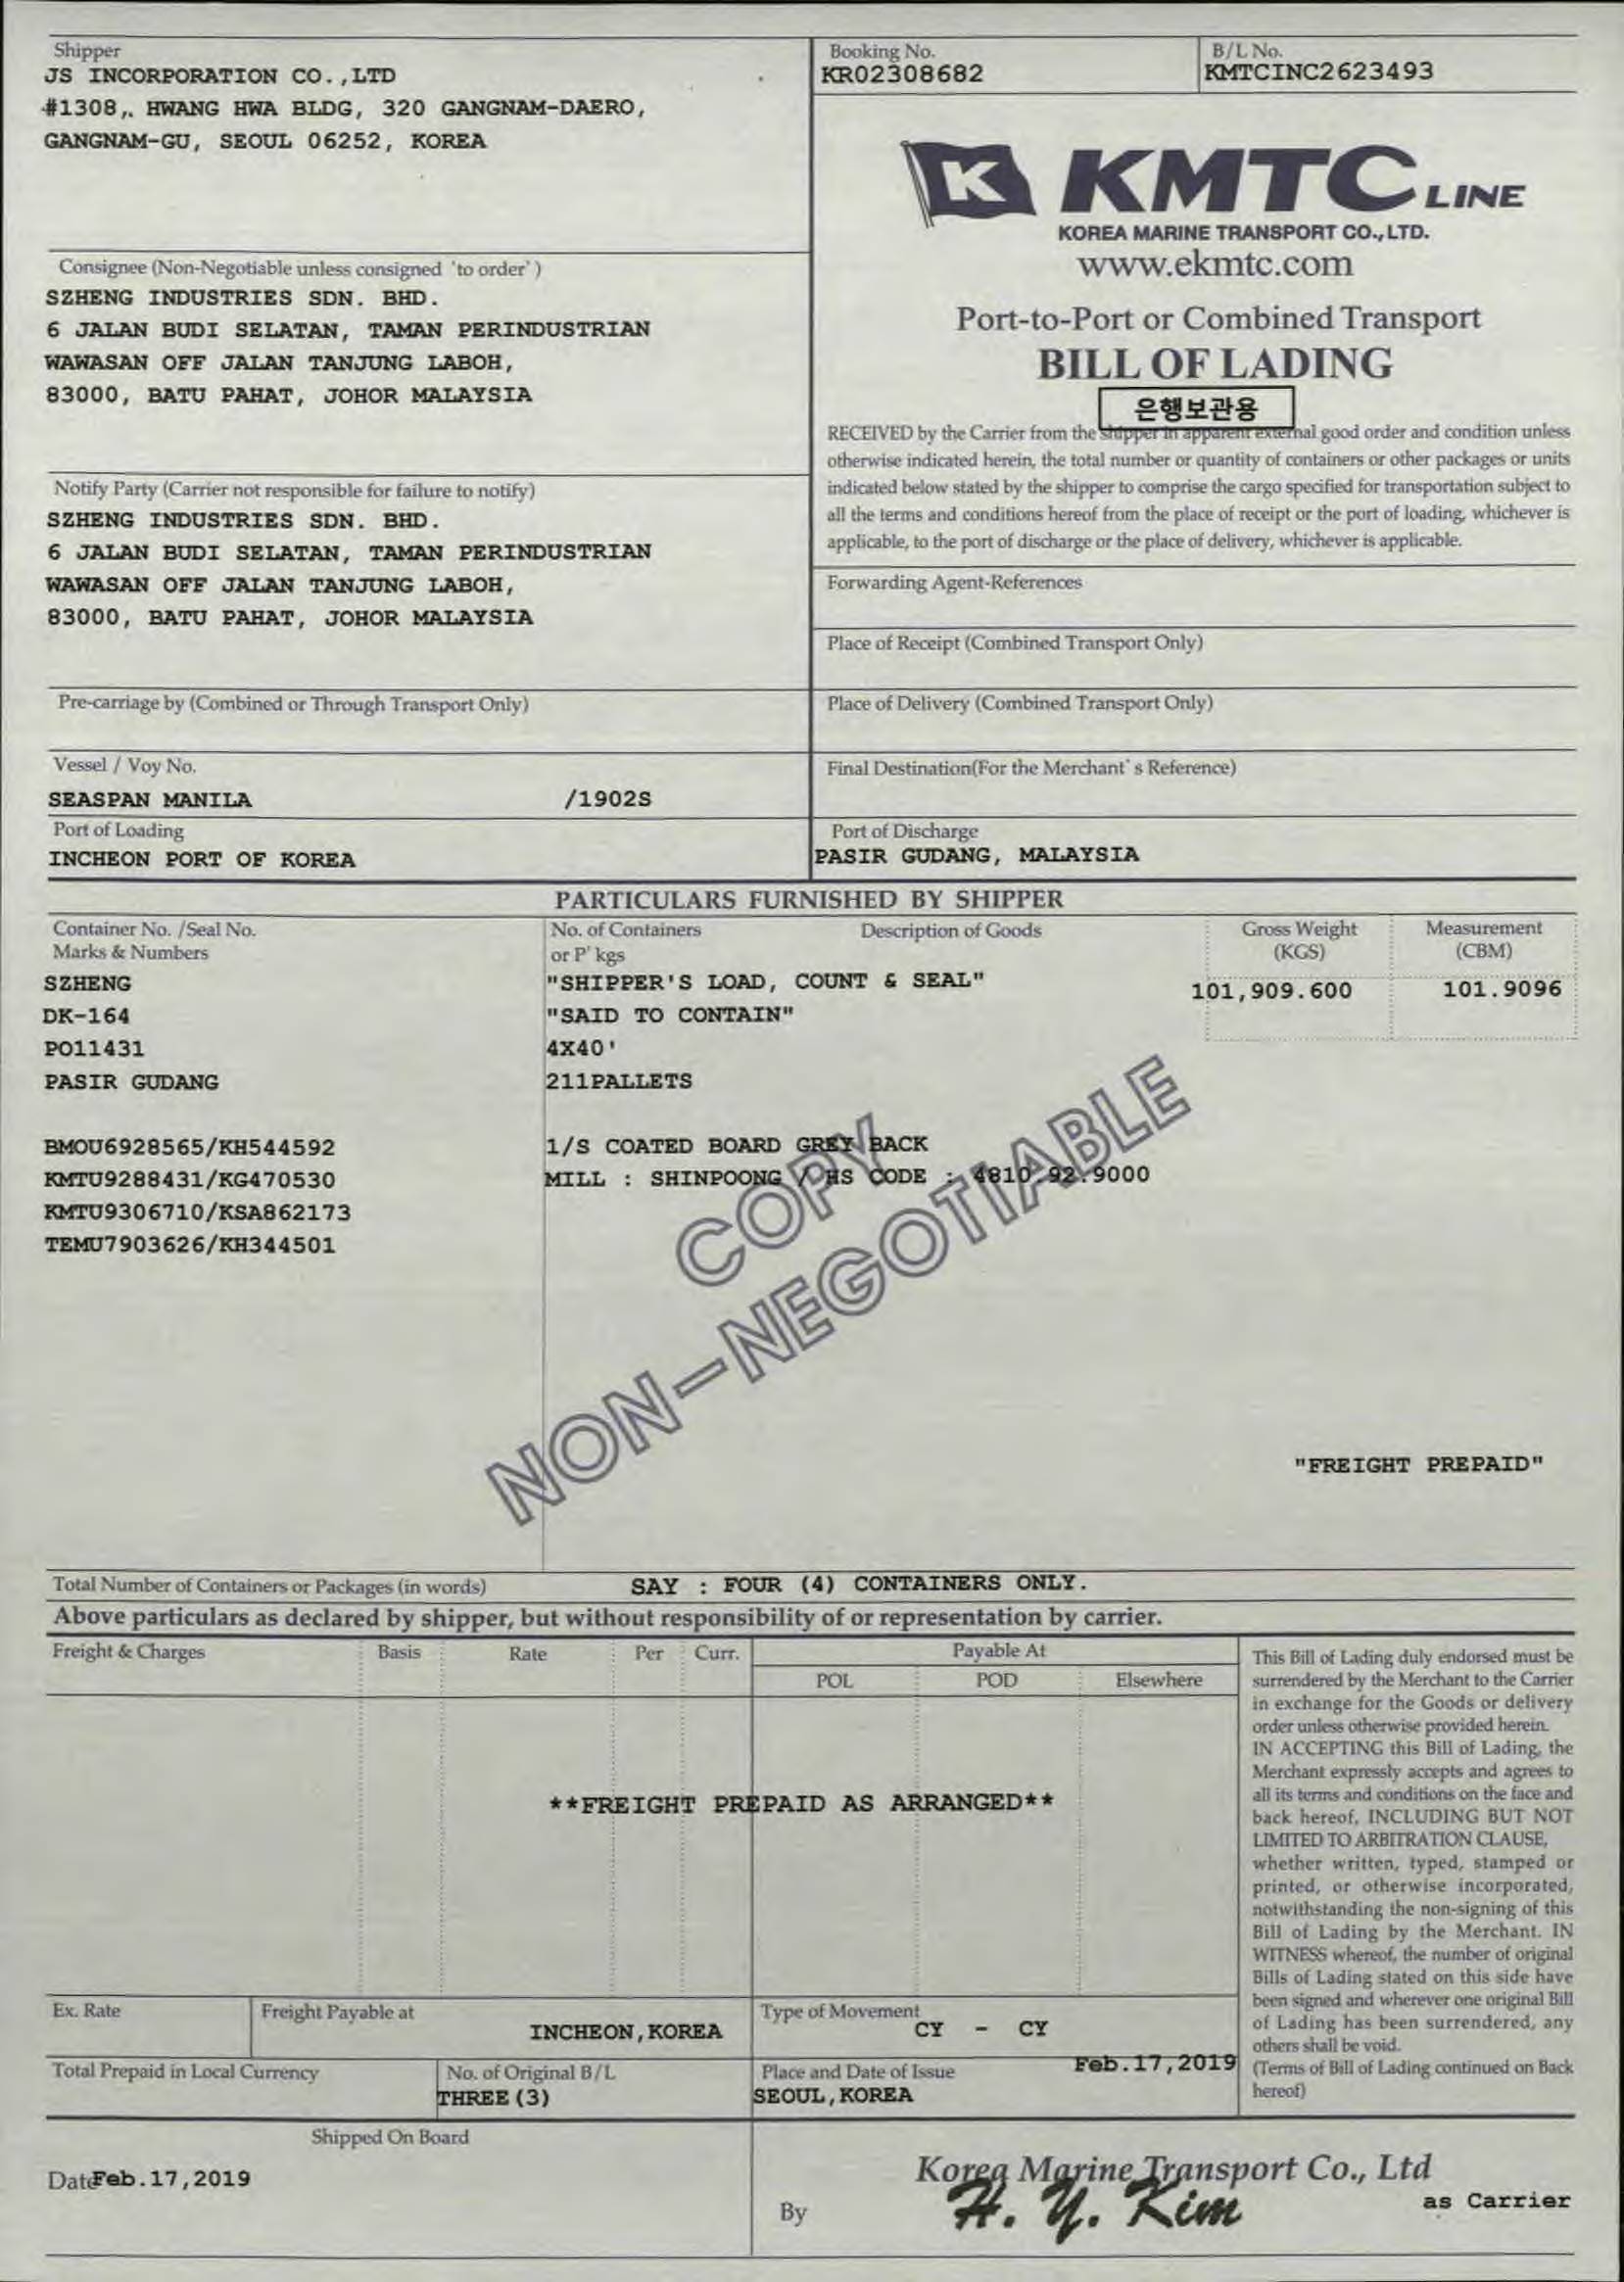 Shipper
JS INCORPORATION CO.,LTD
#1308,. HWANG HWA BLDG, 320 GANGNAM-DAERO,
GANGNAM-GU, SEOUL 06252, KOREA
Booking No.
KR02308682
B/L No.
KMTCINC2623493
K KMTC LINE
KOREA MARINE TRANSPORT CO., LTD.
www.ekmtc.com
Port-to-Port or Combined Transport
BILL OF LADING
은행보관용
RECEIVED by the Carrier from the shipper in apparent external good order and condition unless
otherwise indicated herein, the total number or quantity of containers or other packages or units
indicated below stated by the shipper to comprise the cargo specified for transportation subject to
all the terms and conditions hereof from the place of receipt or the port of loading, whichever is
applicable, to the port of discharge or the place of delivery, whichever is applicable.
Consignee (Non-Negotiable unless consigned 'to order')
SZHENG INDUSTRIES SDN. BHD.
6 JALAN BUDI SELATAN, TAMAN PERINDUSTRIAN
WAWASAN OFF JALAN TANJUNG LABOH,
83000, BATU PAHAT, JOHOR MALAYSIA
Notify Party (Carrier not responsible for failure to notify)
SZHENG INDUSTRIES SDN. BHD.
6 JALAN BUDI SELATAN, TAMAN PERINDUSTRIAN
WAWASAN OFF JALAN TANJUNG LABOH,
83000, BATU PAHAT, JOHOR MALAYSIA
Forwarding Agent-References
Place of Receipt (Combined Transport Only)
Pre-carriage by (Combined or Through Transport Only)
Place of Delivery (Combined Transport Only)
Vessel / Voy No.
SEASPAN MANILA /1902S
Final Destination(For the Merchant's Reference)
Port of Loading
INCHEON PORT OF KOREA
Port of Discharge
PASIR GUDANG, MALAYSIA
PARTICULARS FURNISHED BY SHIPPER
Container No. /Seal No.
Marks & Numbers
No. of Containers
or P'kgs
Description of Goods
Gross Weight
(KGS)
Measurement
(CBM)
SZHENG
DK-164
PO11431
PASIR GUDANG
BMOU6928565/KH544592
KMTU9288431/KG470530
KMTU9306710/KSA862173
TEMU7903626/KH344501
"SHIPPER'S LOAD, COUNT & SEAL"
"SAID TO CONTAIN"
4X40'
211PALLETS
1/S COATED BOARD GREY BACK
MILL : SHINPOONG / HS CODE : 4810.92.9000
101,909.600
101.9096
COPY
NON-NEGOTIABLE
"FREIGHT PREPAID"
Total Number of Containers or Packages (in words)
SAY : FOUR (4) CONTAINERS ONLY.
Above particulars as declared by shipper, but without responsibility of or representation by carrier.
Freight & Charges
Basis
Rate
Per
Curr.
Payable At
POL
POD
Elsewhere
**FREIGHT PREPAID AS ARRANGED**
This Bill of Lading duly endorsed must be
surrendered by the Merchant to the Carrier
in exchange for the Goods or delivery
order unless otherwise provided herein.
IN ACCEPTING this Bill of Lading, the
Merchant expressly accepts and agrees to
all its terms and conditions on the face and
back hereof, INCLUDING BUT NOT
LIMITED TO ARBITRATION CLAUSE,
whether written, typed, stamped or
printed, or otherwise incorporated,
notwithstanding the non-signing of this
Bill of Lading by the Merchant. IN
WITNESS whereof, the number of original
Bills of Lading stated on this side have
been signed and wherever one original Bill
of Lading has been surrendered, any
others shall be void.
(Terms of Bill of Lading continued on Back
hereof)
Ex. Rate
Freight Payable at
INCHEON,KOREA
Type of Movement
CY - CY
Total Prepaid in Local Currency
No. of Original B/L
THREE(3)
Place and Date of Issue
Feb.17,2019
SEOUL,KOREA
Shipped On Board
Date Feb.17,2019
Korea Marine Transport Co., Ltd
By
H. Y. Kim
as Carrier